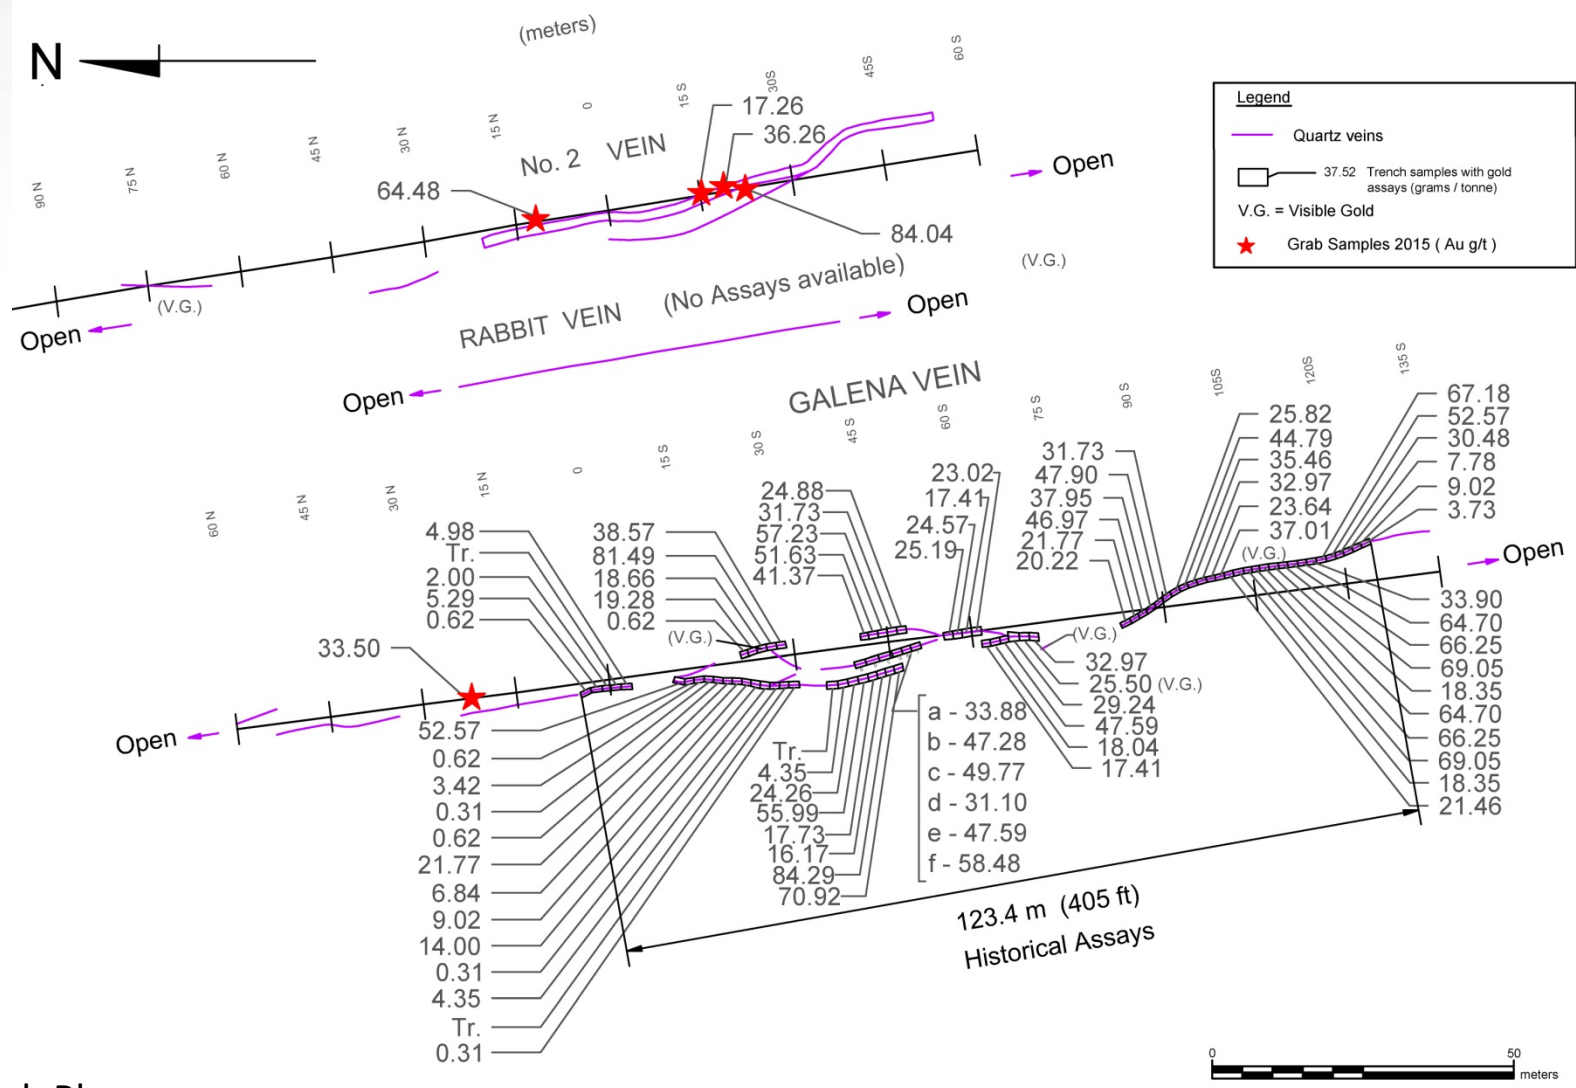 N
(meters)
90 N
75 N
60 N
45 N
30 N
15 N
0
15 S
30S
45S
60 S
No. 2 VEIN
17.26
36.26
64.48
84.04
Open
(V.G.)
(V.G.)
Open
Legend
Quartz veins
37.52 Trench samples with gold
assays (grams / tonne)
V.G. = Visible Gold
Grab Samples 2015 ( Au g/t )
RABBIT VEIN (No Assays available)
Open
Open
GALENA VEIN
60 N
45 N
30 N
15 N
0
15 S
30 S
45 S
60 S
75 S
90 S
105S
120S
135 S
4.98
Tr.
2.00
5.29
0.62
33.50
38.57
81.49
18.66
19.28
0.62
(V.G.)
24.88
31.73
57.23
51.63
41.37
23.02
17.41
24.57
25.19
31.73
47.90
37.95
46.97
21.77
20.22
25.82
44.79
35.46
32.97
23.64
37.01
(V.G.)
67.18
52.57
30.48
7.78
9.02
3.73
Open
Open
52.57
0.62
3.42
0.31
0.62
21.77
6.84
9.02
14.00
0.31
4.35
Tr.
0.31
Tr.
4.35
24.26
55.99
17.73
16.17
84.29
70.92
a - 33.88
b - 47.28
c - 49.77
d - 31.10
e - 47.59
f - 58.48
(V.G.)
32.97
25.50 (V.G.)
29.24
47.59
18.04
17.41
33.90
64.70
66.25
69.05
18.35
64.70
66.25
69.05
18.35
21.46
123.4 m (405 ft)
Historical Assays
0
50
meters